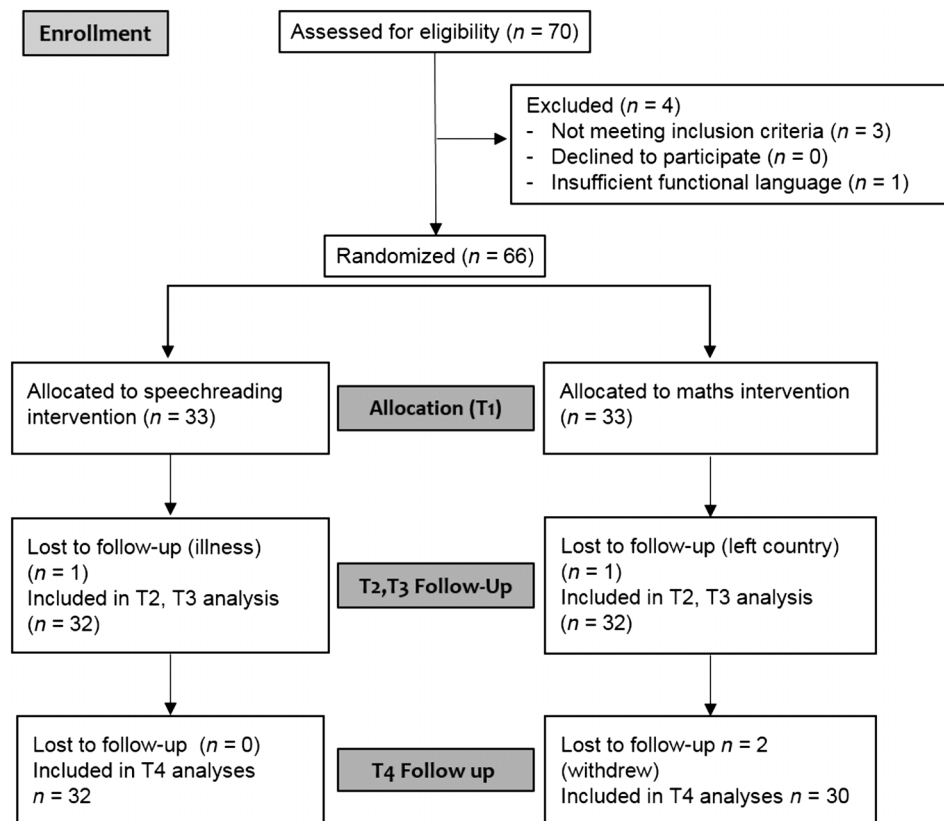 Enrollment
Assessed for eligibility (n = 70)
Excluded (n = 4)
- Not meeting inclusion criteria (n = 3)
- Declined to participate (n = 0)
- Insufficient functional language (n = 1)
Randomized (n = 66)
Allocated to speechreading
intervention (n = 33)
Allocation (T1)
Allocated to maths intervention
(n = 33)
Lost to follow-up (illness)
(n = 1)
Included in T2, T3 analysis
(n = 32)
T2,T3 Follow-Up
Lost to follow-up (left country)
(n = 1)
Included in T2, T3 analysis
(n = 32)
Lost to follow-up (n = 0)
Included in T4 analyses
n = 32
T4 Follow up
Lost to follow-up n = 2
(withdrew)
Included in T4 analyses n = 30